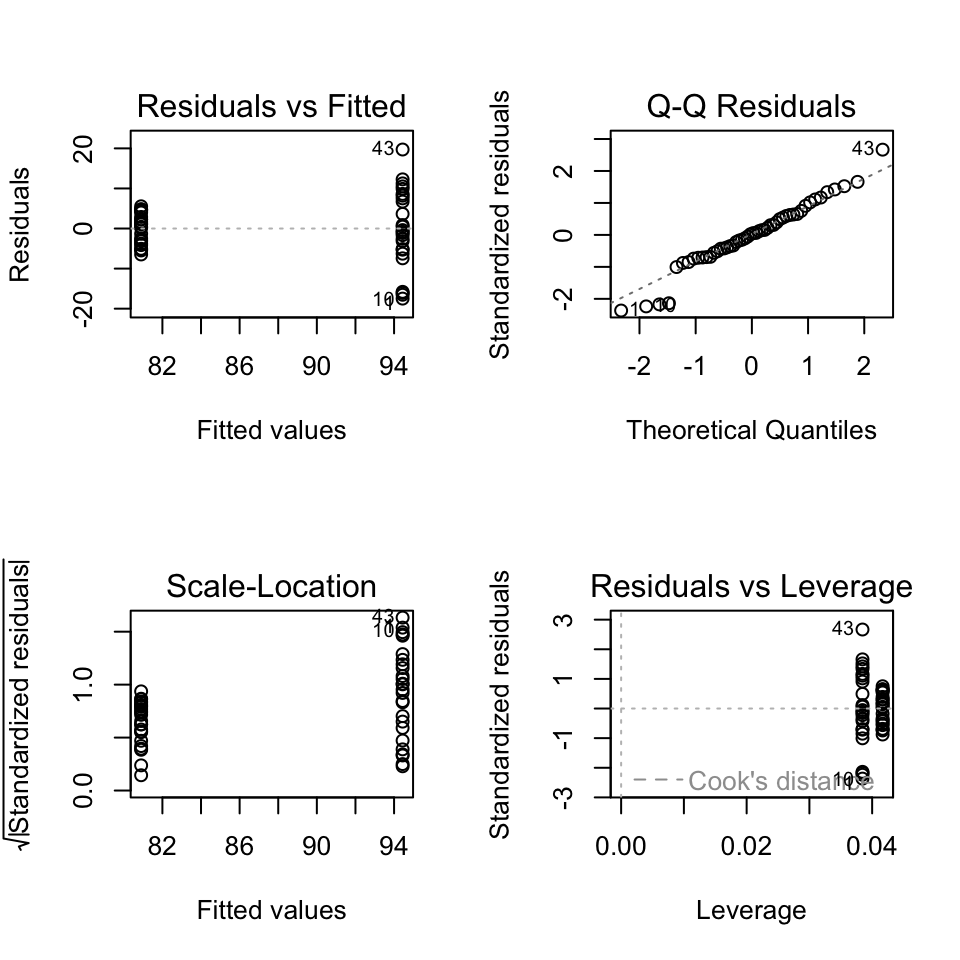 Residuals vs Fitted
Residuals
20
0
-20
43
10
82 86 90 94
Fitted values
Q-Q Residuals
Standardized residuals
2
0
-2
43
1
-2 -1 0 1 2
Theoretical Quantiles
Scale-Location
√|Standardized residuals|
1.0
0.0
43
10
82 86 90 94
Fitted values
Residuals vs Leverage
Standardized residuals
3
1
-1
-3
43
10
Cook's distance
0.00 0.02 0.04
Leverage